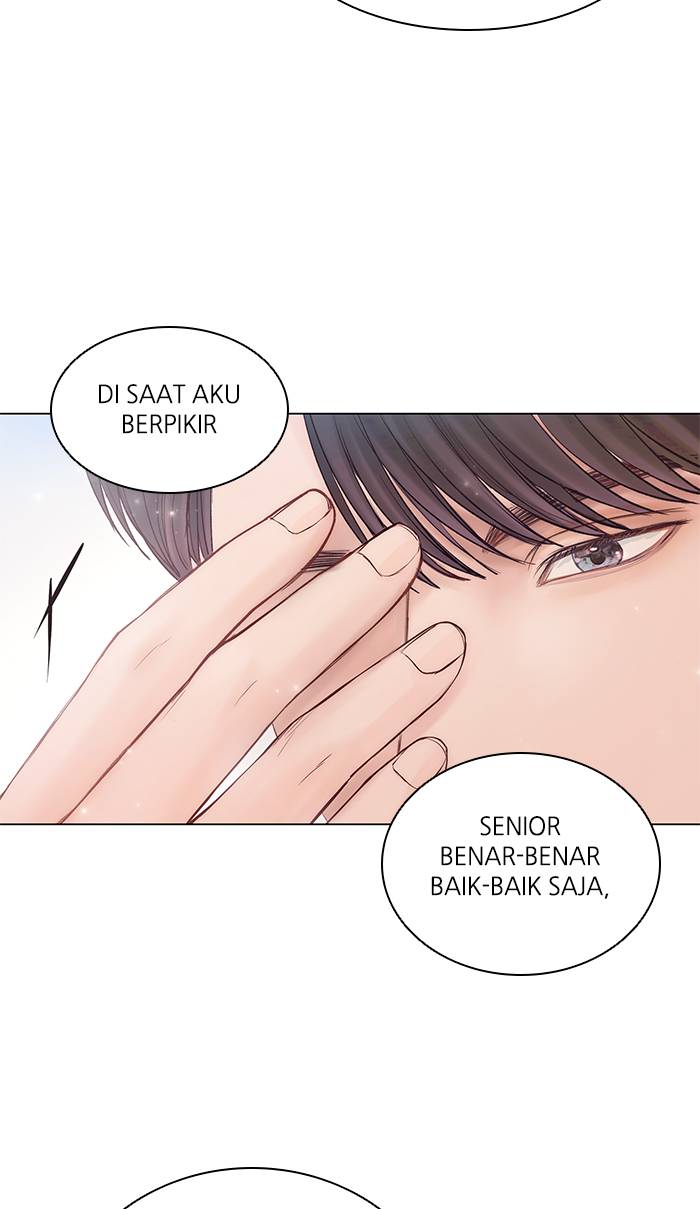 DI SAAT AKU
BERPIKIR
SENIOR
BENAR-BENAR
BAIK-BAIK SAJA,